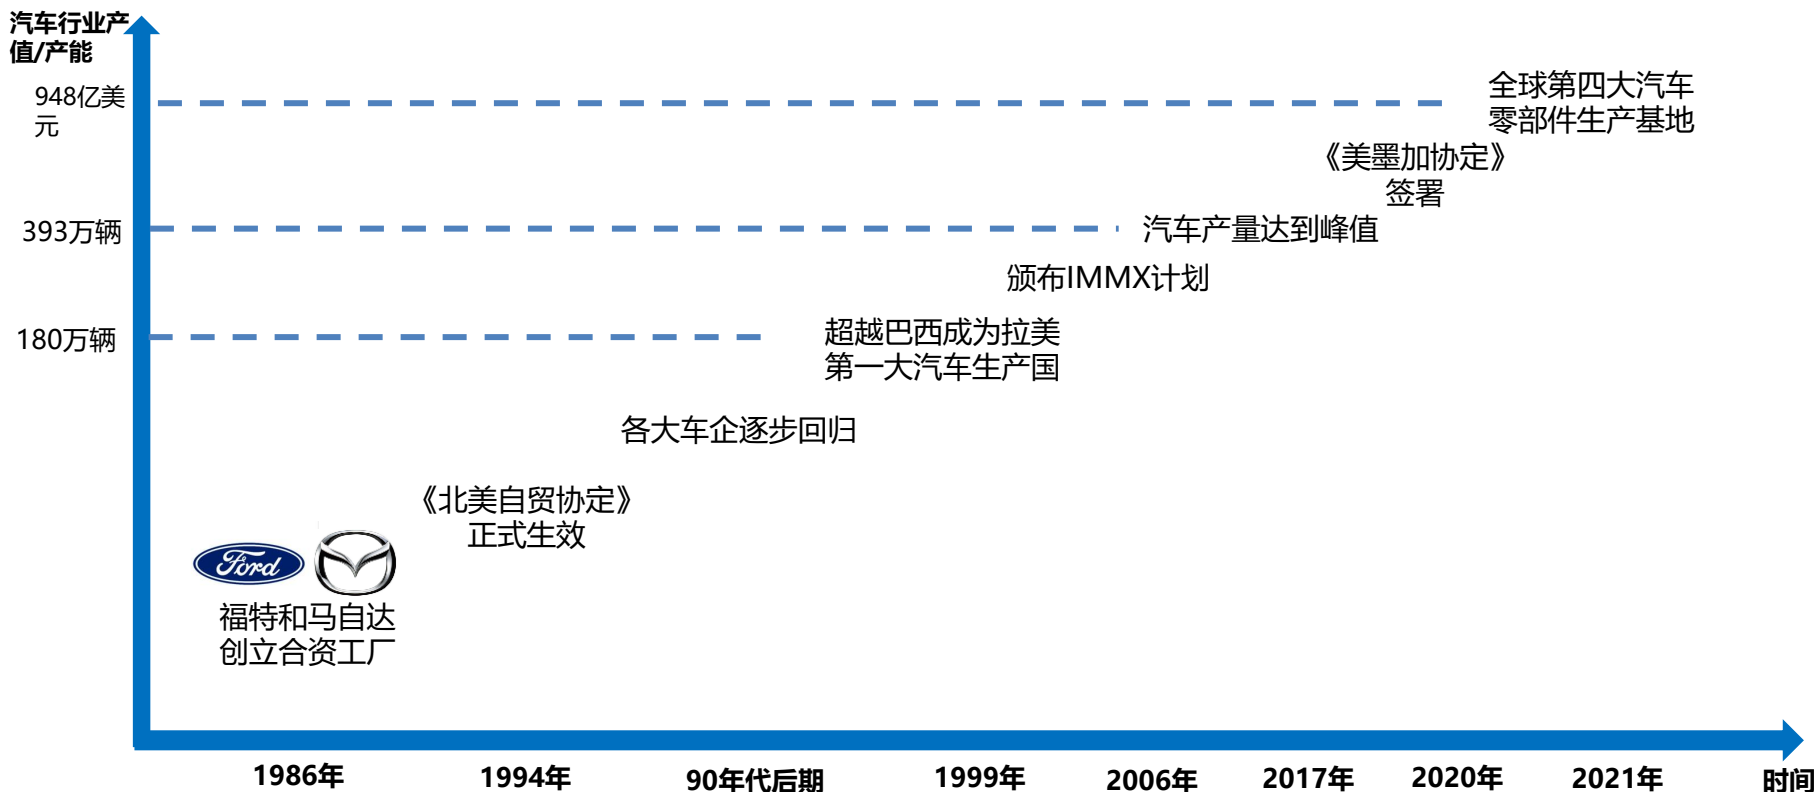 汽车行业产
值/产能
948亿美
元
全球第四大汽车
零部件生产基地
《美墨加协定》
签署
393万辆
汽车产量达到峰值
颁布IMMX计划
180万辆
超越巴西成为拉美
第一大汽车生产国
各大车企逐步回归
《北美自贸协定》
正式生效
Ford
福特和马自达
创立合资工厂
1986年
1994年
90年代后期
1999年
2006年
2017年
2020年
2021年
时间